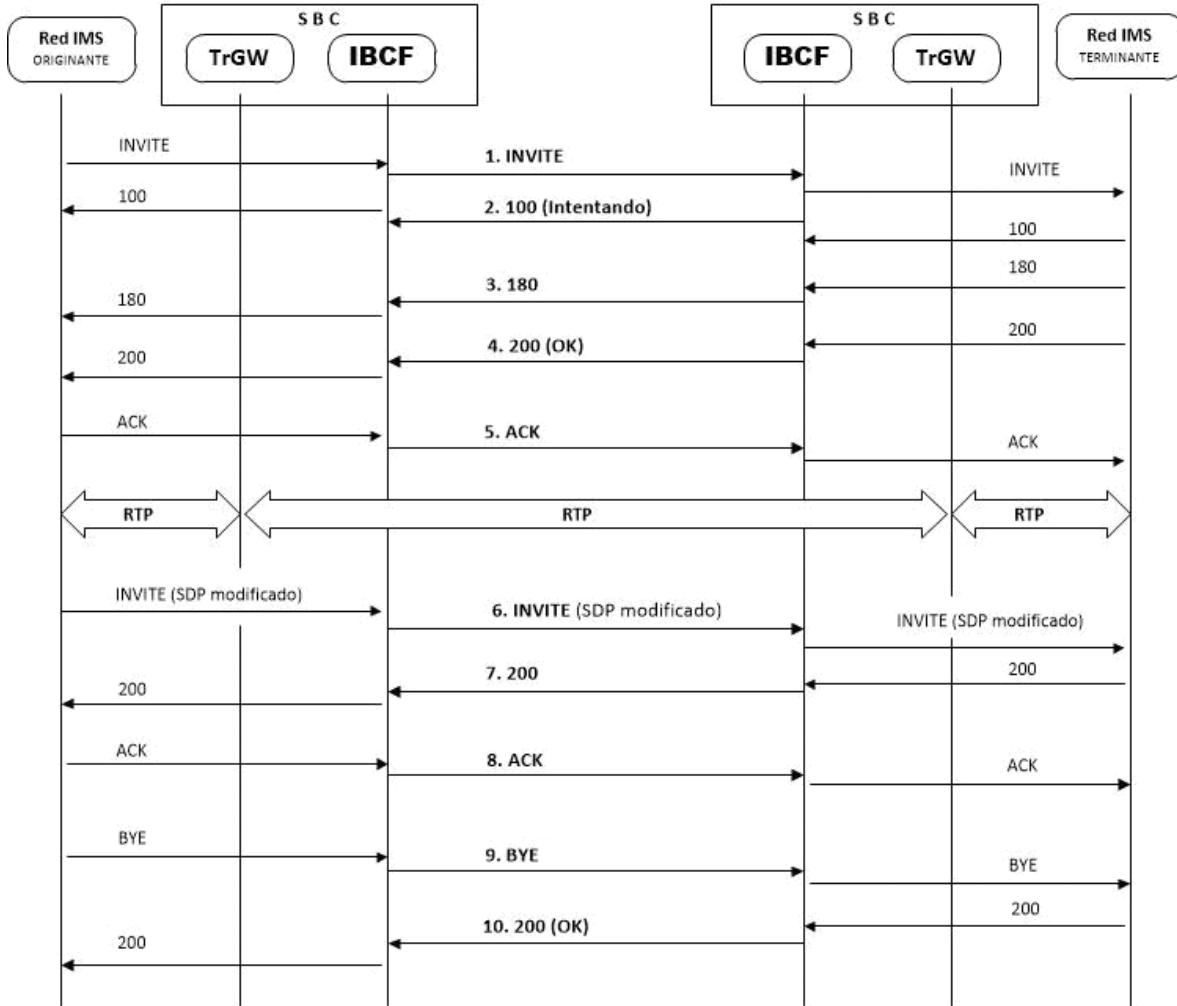 S B C
S B C
Red IMS
ORIGINANTE
TrGW
IBCF
IBCF
TrGW
Red IMS
TERMINANTE
INVITE
1. INVITE
INVITE
100
2. 100 (Intentando)
100
180
3. 180
180
200
4. 200 (OK)
200
ACK
5. ACK
ACK
RTP
RTP
RTP
INVITE (SDP modificado)
6. INVITE (SDP modificado)
INVITE (SDP modificado)
200
7. 200
200
ACK
8. ACK
ACK
BYE
9. BYE
BYE
200
10. 200 (OK)
200